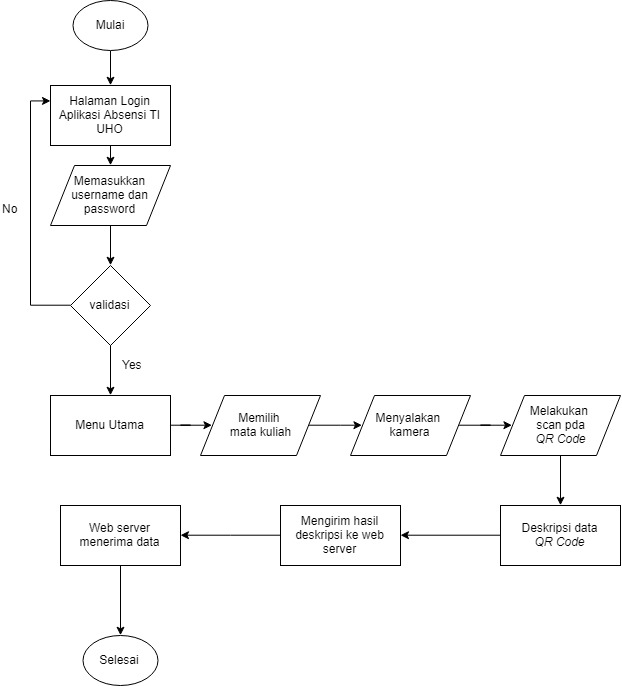 Mulai
Halaman Login
Aplikasi Absensi TI
UHO
Memasukkan
username dan
password
No
validasi
Yes
Menu Utama
Memilih
mata kuliah
Menyalakan
kamera
Melakukan
scan pda
QR Code
Deskripsi data
QR Code
Mengirim hasil
deskripsi ke web
server
Web server
menerima data
Selesai